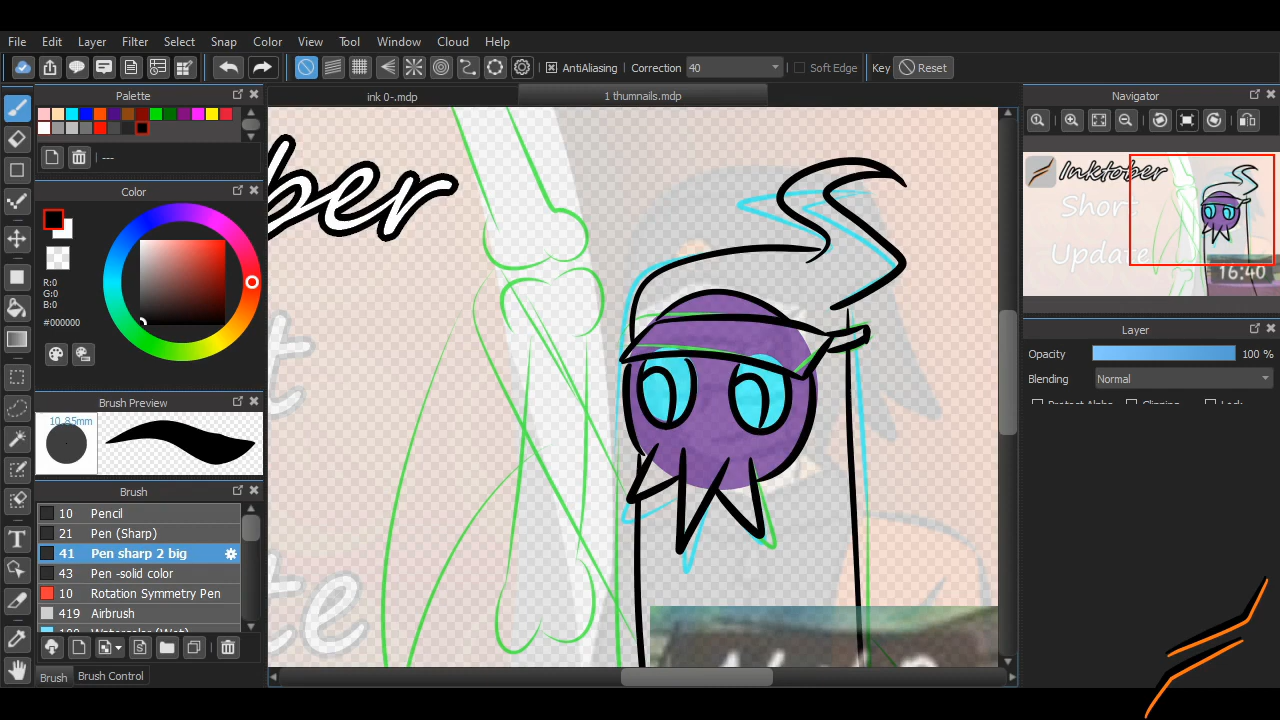 File Edit Layer Filter Select Snap Color View Tool Window Cloud Help
AntiAliasing Correction 40 Soft Edge Key Reset
Palette
---
ink 0-.mdp
1 thumnails.mdp
Navigator
Color
R:0
G:0
B:0
#000000
Brush Preview
10.85mm
Brush
10 Pencil
21 Pen (Sharp)
41 Pen sharp 2 big
43 Pen -solid color
10 Rotation Symmetry Pen
419 Airbrush
Brush
Brush Control
ber
Inktober
Short
Update
16:40
Layer
Opacity 100 %
Blending Normal